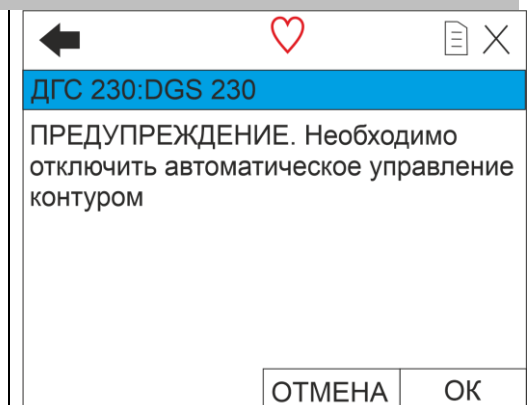 ДГС 230:DGS 230
ПРЕДУПРЕЖДЕНИЕ. Необходимо
отключить автоматическое управление
контуром
ОТМЕНА
ОК